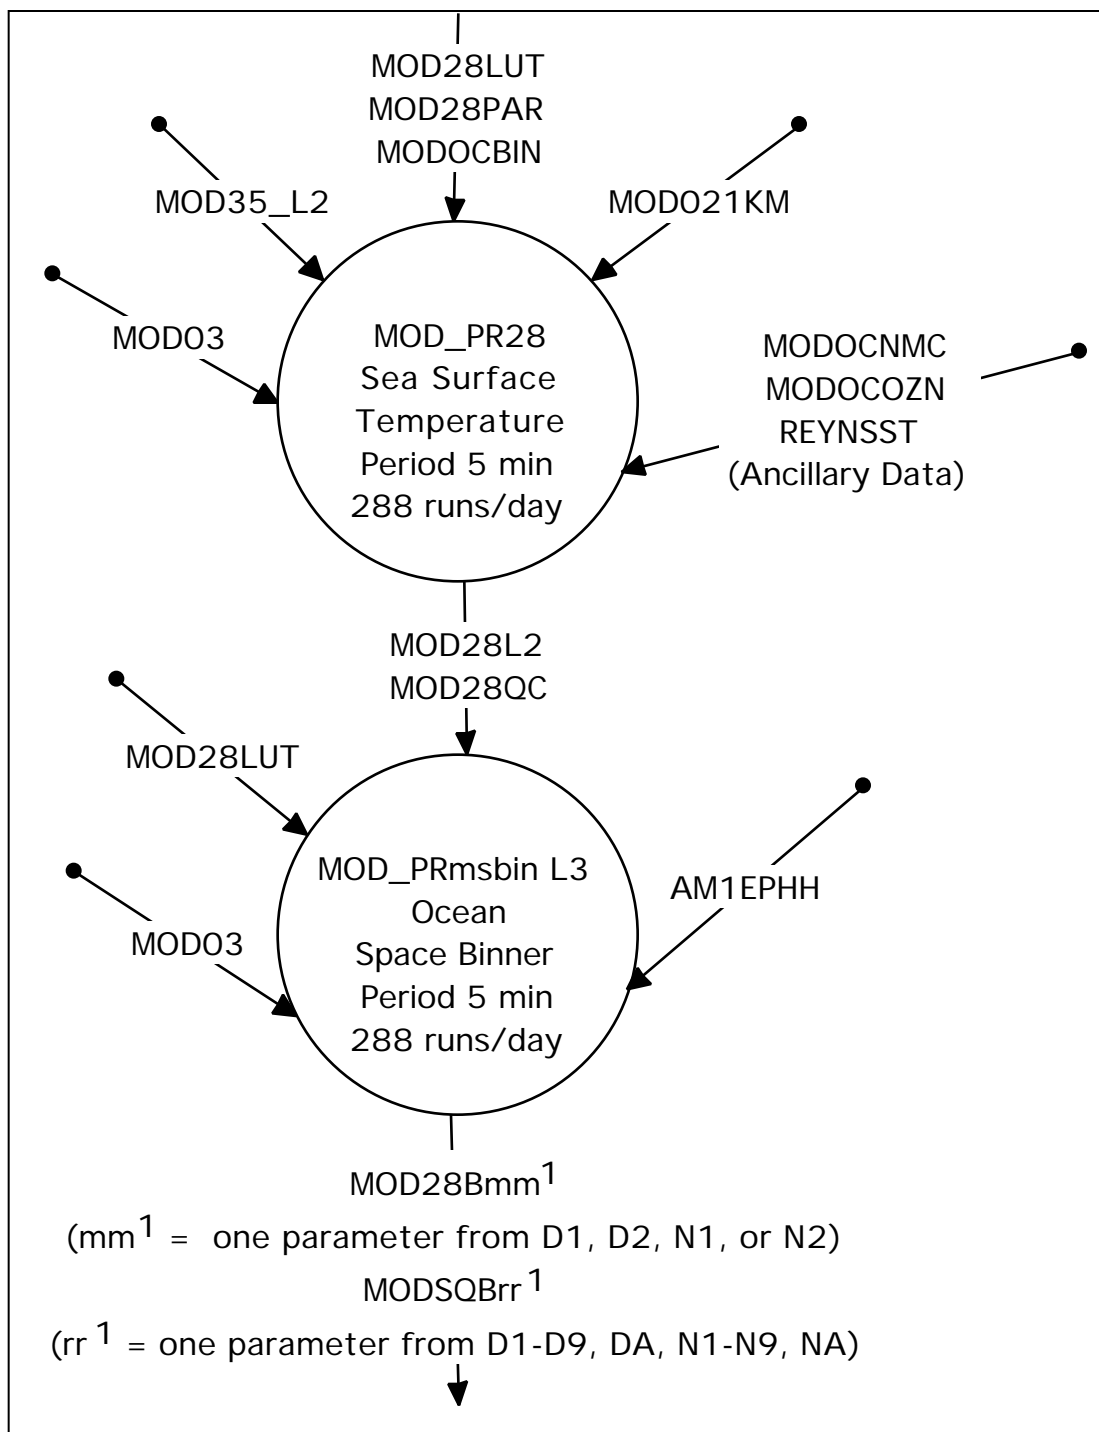 MOD28LUT
MOD28PAR
MODOCBIN
MOD35_L2
MOD021KM
MOD03
MOD_PR28
Sea Surface
Temperature
Period 5 min
288 runs/day
MODOCNMC
MODOCOZN
REYNSST
(Ancillary Data)
MOD28L2
MOD28QC
MOD28LUT
MOD03
MOD_PRmsbin L3
Ocean
Space Binner
Period 5 min
288 runs/day
AM1EPHH
MOD28Bmm¹
(mm¹ = one parameter from D1, D2, N1, or N2)
MODSQBrr¹
(rr¹ = one parameter from D1-D9, DA, N1-N9, NA)